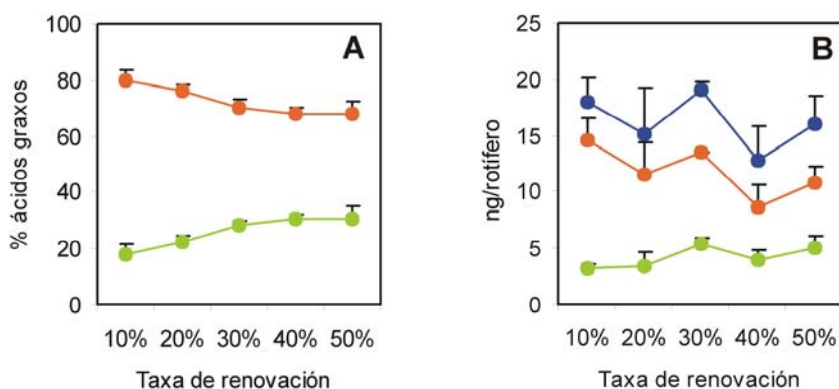 A
% ácidos graxos
100
80
60
40
20
0
10% 20% 30% 40% 50%
Taxa de renovación
B
ng/rotífero
25
20
15
10
5
0
10% 20% 30% 40% 50%
Taxa de renovación